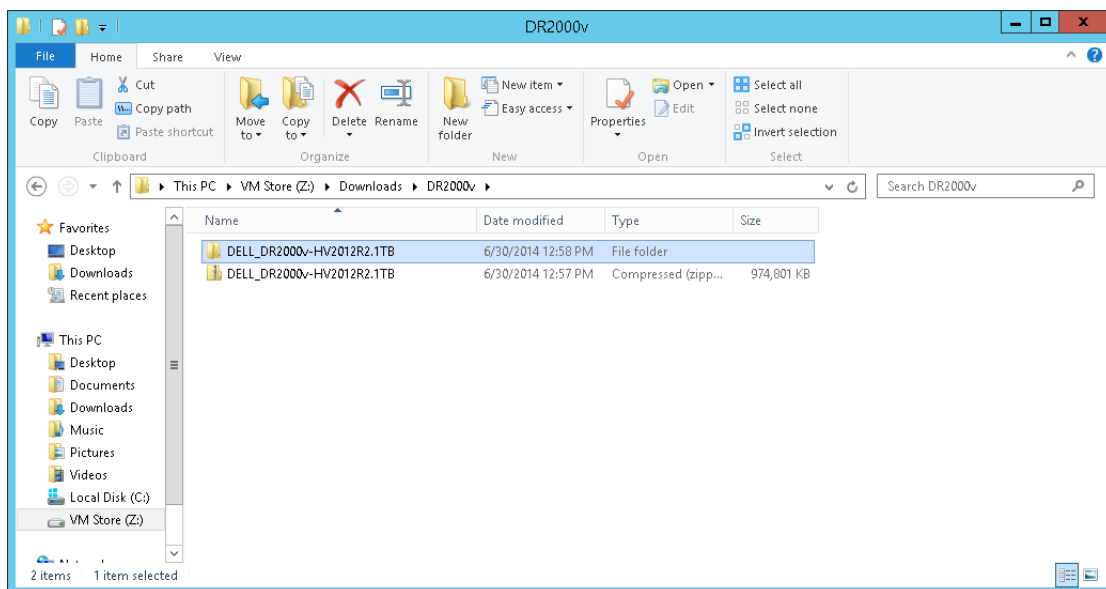 DR2000v
File Home Share View
Copy
Paste
Cut
Copy path
Paste shortcut
Clipboard
Move to
Copy to
Delete
Rename
Organize
New folder
New item
Easy access
New
Properties
Open
Edit
Open
Select all
Select none
Invert selection
Select
This PC VM Store (Z:) Downloads DR2000v
Search DR2000v
Favorites
Desktop
Downloads
Recent places
This PC
Desktop
Documents
Downloads
Music
Pictures
Videos
Local Disk (C:)
VM Store (Z:)
Name Date modified Type Size
DELL_DR2000v-HV2012R2.1TB 6/30/2014 12:58 PM File folder
DELL_DR2000v-HV2012R2.1TB 6/30/2014 12:57 PM Compressed (zipp... 974,801 KB
2 items 1 item selected